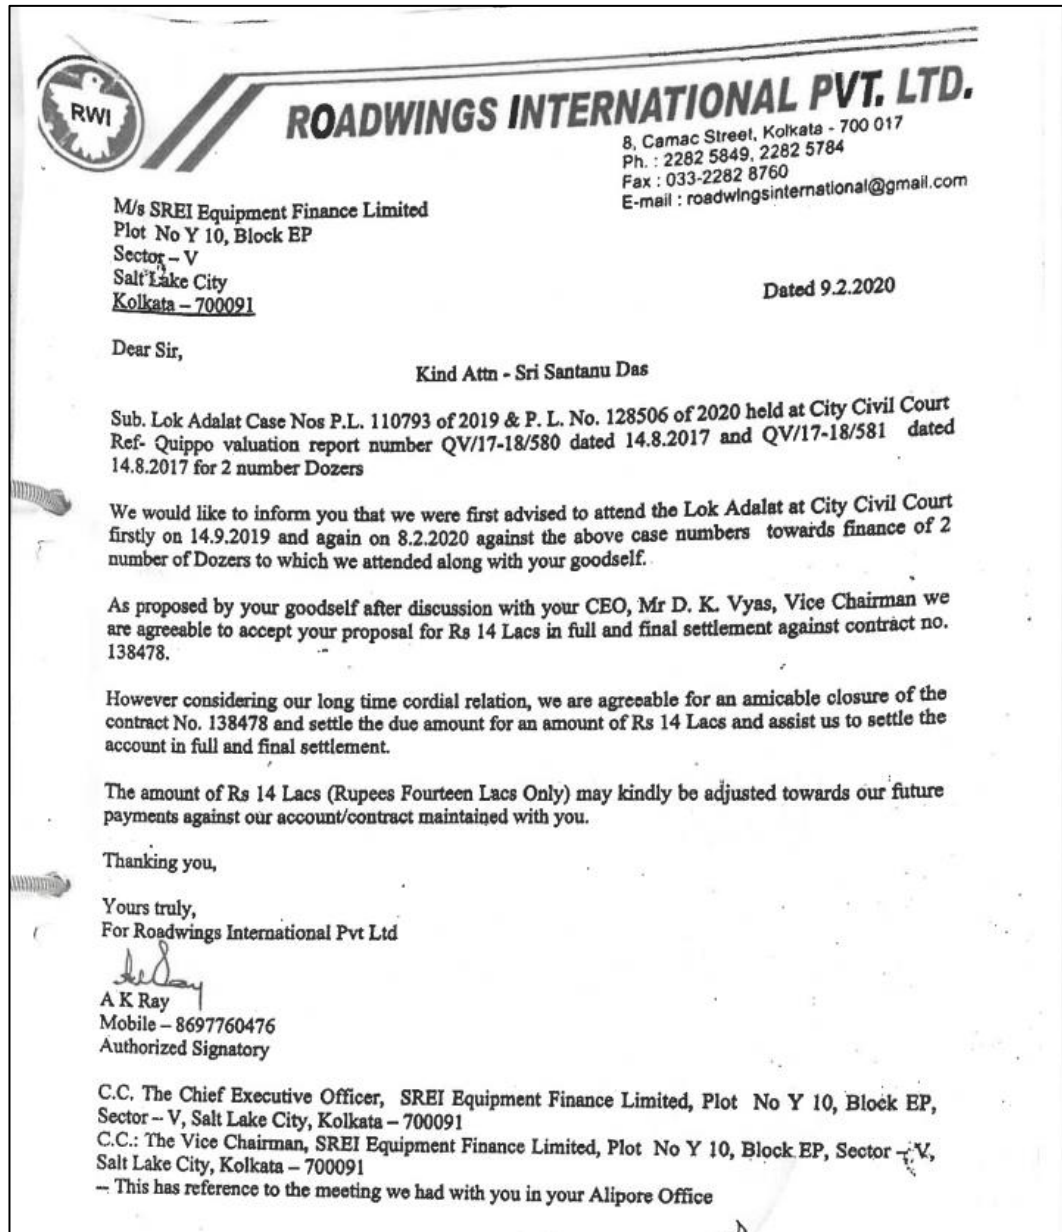 RWI
ROADWINGS INTERNATIONAL PVT. LTD.
8, Camac Street, Kolkata - 700 017
Ph. : 2282 5849, 2282 5784
Fax : 033-2282 8760
E-mail : roadwingsinternational@gmail.com
M/s SREI Equipment Finance Limited
Plot No Y 10, Block EP
Sector – V
Salt Lake City
Kolkata – 700091
Dated 9.2.2020
Dear Sir,
Kind Attn - Sri Santanu Das
Sub. Lok Adalat Case Nos P.L. 110793 of 2019 & P. L. No. 128506 of 2020 held at City Civil Court
Ref- Quippo valuation report number QV/17-18/580 dated 14.8.2017 and QV/17-18/581 dated
14.8.2017 for 2 number Dozers
We would like to inform you that we were first advised to attend the Lok Adalat at City Civil Court
firstly on 14.9.2019 and again on 8.2.2020 against the above case numbers towards finance of 2
number of Dozers to which we attended along with your goodself.
As proposed by your goodself after discussion with your CEO, Mr D. K. Vyas, Vice Chairman we
are agreeable to accept your proposal for Rs 14 Lacs in full and final settlement against contract no.
138478.
However considering our long time cordial relation, we are agreeable for an amicable closure of the
contract No. 138478 and settle the due amount for an amount of Rs 14 Lacs and assist us to settle the
account in full and final settlement.
The amount of Rs 14 Lacs (Rupees Fourteen Lacs Only) may kindly be adjusted towards our future
payments against our account/contract maintained with you.
Thanking you,
Yours truly,
For Roadwings International Pvt Ltd
A K Ray
Mobile – 8697760476
Authorized Signatory
C.C. The Chief Executive Officer, SREI Equipment Finance Limited, Plot No Y 10, Block EP,
Sector – V, Salt Lake City, Kolkata – 700091
C.C.: The Vice Chairman, SREI Equipment Finance Limited, Plot No Y 10, Block EP, Sector – V,
Salt Lake City, Kolkata – 700091
-- This has reference to the meeting we had with you in your Alipore Office